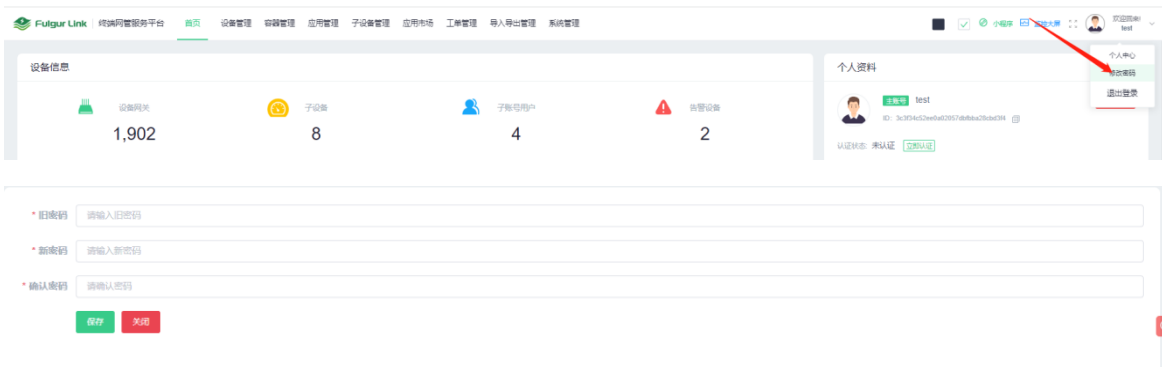 Fulgur Link 终端网管服务平台 首页 设备管理 容器管理 应用管理 子设备管理 应用市场 工单管理 导入导出管理 系统管理 小程序 大屏 欢迎回来!
test
个人中心
修改密码
退出登录
设备信息
设备网关
1,902
子设备
8
子账号用户
4
告警设备
2
个人资料
主账号 test
ID:
认证状态: 未认证 立即认证
* 旧密码 请输入旧密码
* 新密码 请输入新密码
* 确认密码 请确认密码
保存 关闭